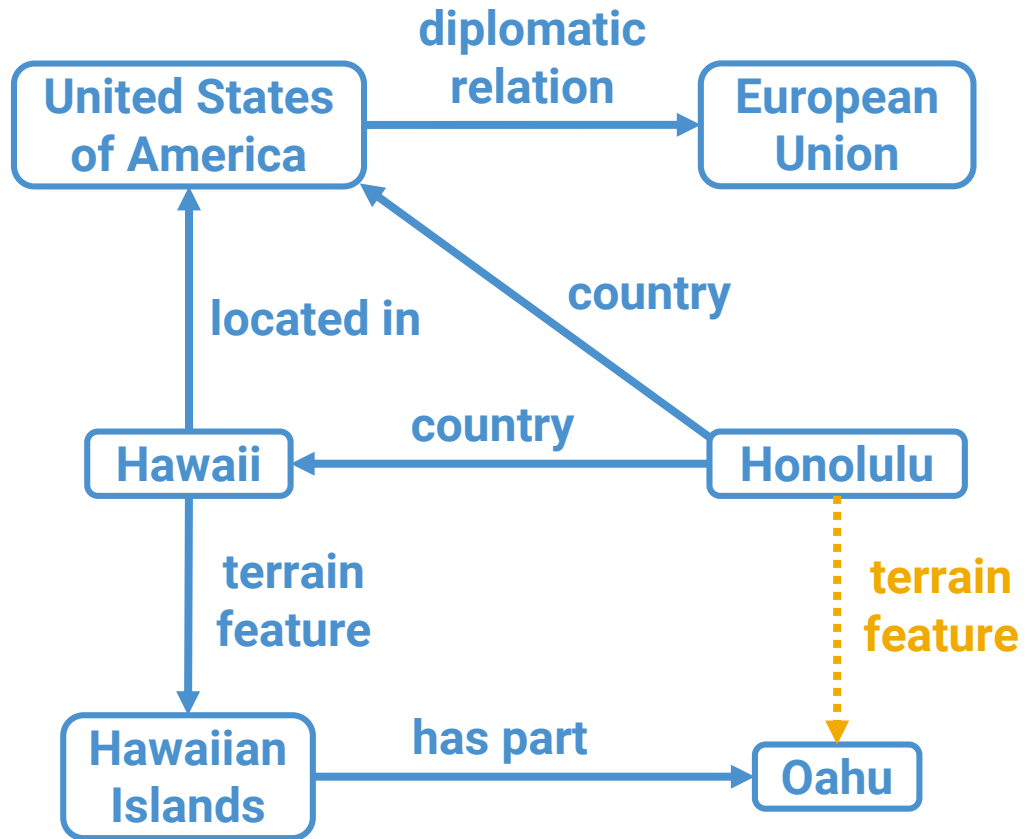 diplomatic
relation
United States
of America
European
Union
country
located in
country
Hawaii
Honolulu
terrain
feature
terrain
feature
has part
Hawaiian
Islands
Oahu